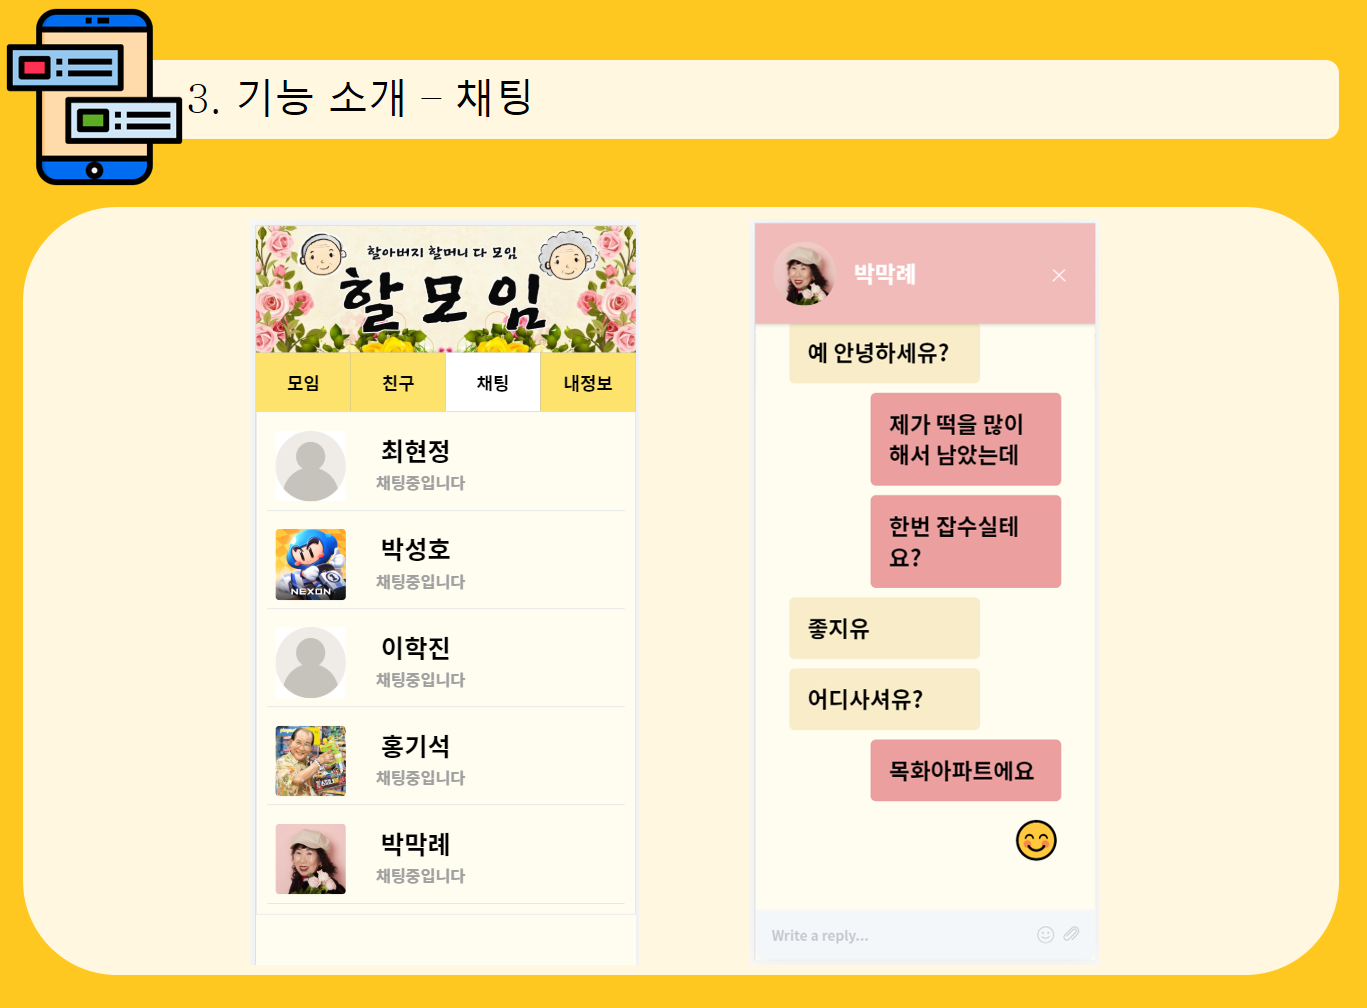 3. 기능 소개 – 채팅
할아버지 할머니 다 모임
할모임
모임 친구 채팅 내정보
최현정
채팅중입니다
박성호
채팅중입니다
NEXON
이학진
채팅중입니다
홍기석
채팅중입니다
박막례
채팅중입니다
박막례
예 안녕하세유?
제가 떡을 많이
해서 남았는데
한번 잡수실테
요?
좋지유
어디사셔유?
목화아파트에요
Write a reply...